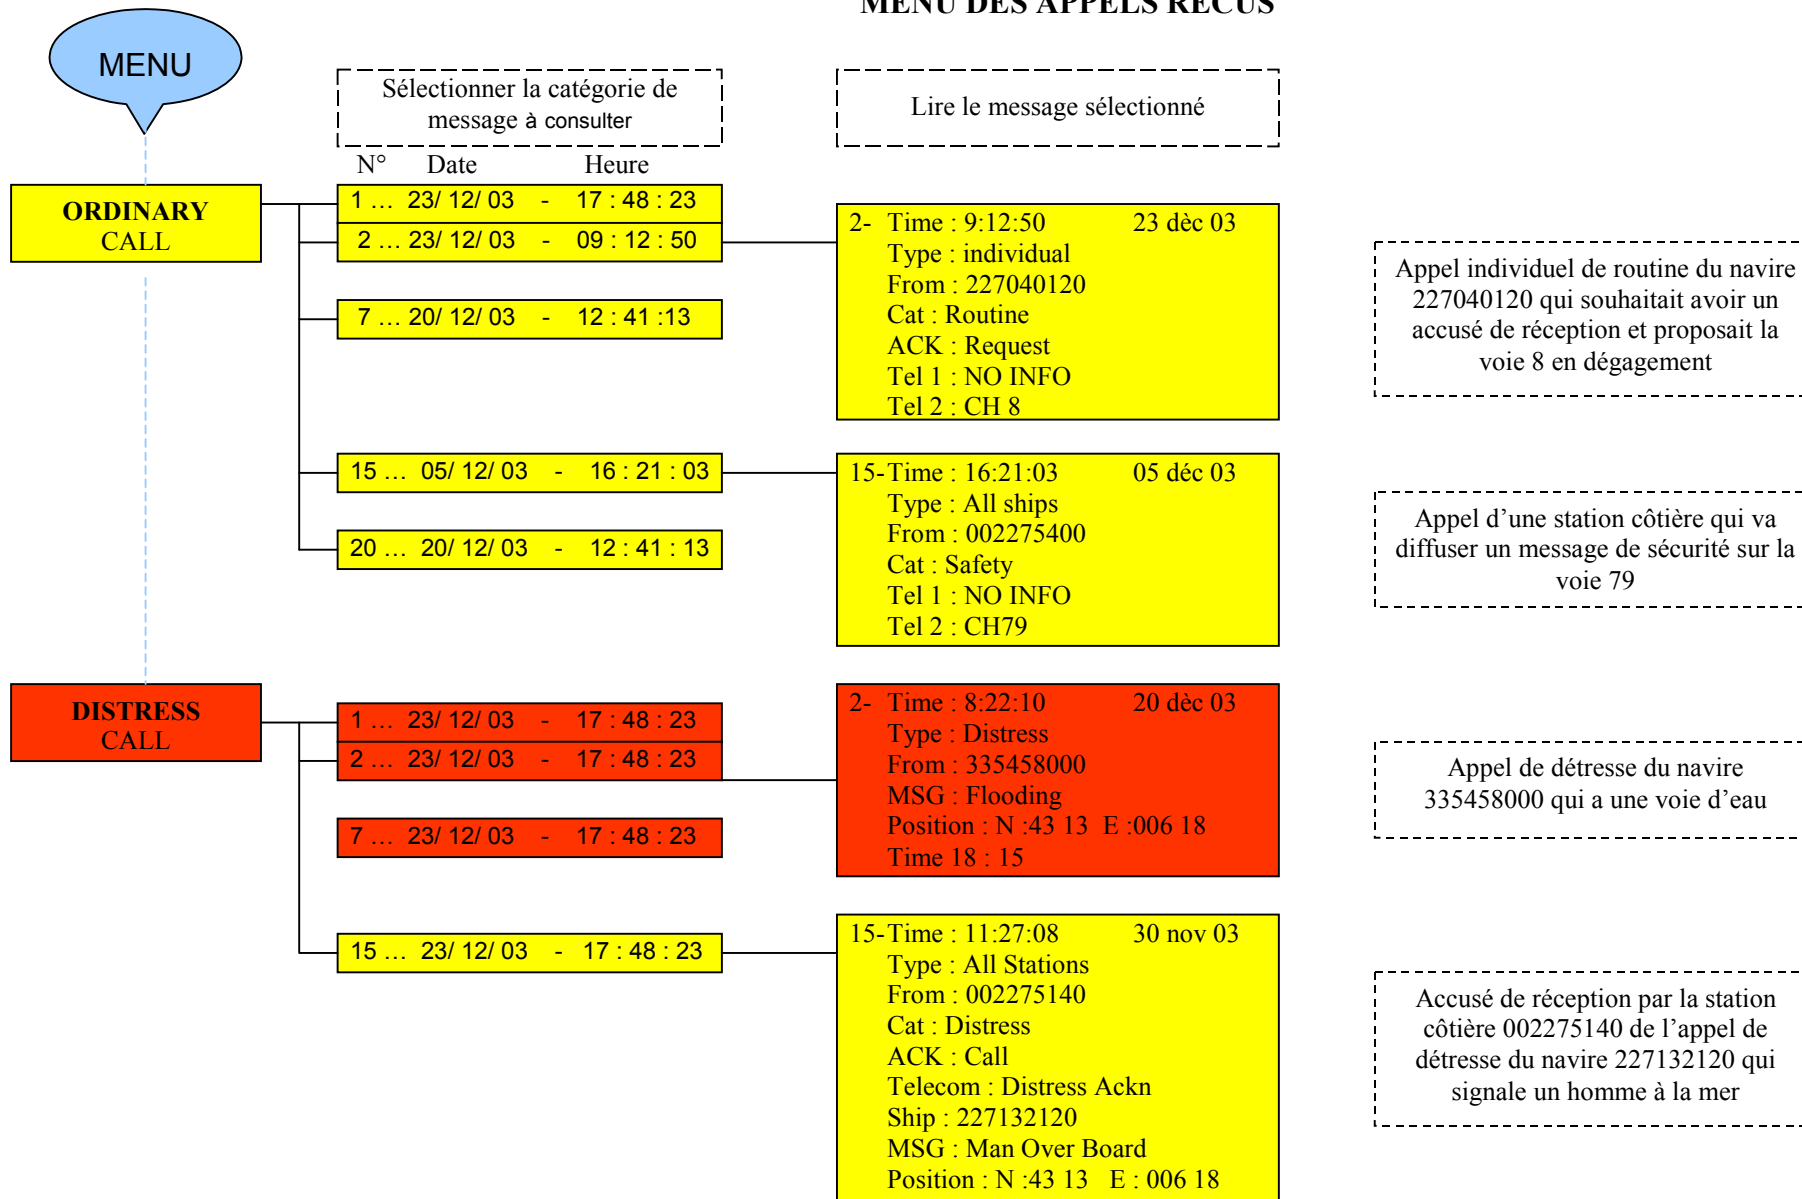 MENU DES APPELS RECUS
MENU
Sélectionner la catégorie de
message à consulter
Lire le message sélectionné
N° Date Heure
ORDINARY
CALL
1 … 23/ 12/ 03 - 17 : 48 : 23
2 … 23/ 12/ 03 - 09 : 12 : 50
7 … 20/ 12/ 03 - 12 : 41 :13
15 … 05/ 12/ 03 - 16 : 21 : 03
20 … 20/ 12/ 03 - 12 : 41 : 13
2- Time : 9:12:50 23 dèc 03
Type : individual
From : 227040120
Cat : Routine
ACK : Request
Tel 1 : NO INFO
Tel 2 : CH 8
Appel individuel de routine du navire
227040120 qui souhaitait avoir un
accusé de réception et proposait la
voie 8 en dégagement
15-Time : 16:21:03 05 déc 03
Type : All ships
From : 002275400
Cat : Safety
Tel 1 : NO INFO
Tel 2 : CH79
Appel d’une station côtière qui va
diffuser un message de sécurité sur la
voie 79
DISTRESS
CALL
1 … 23/ 12/ 03 - 17 : 48 : 23
2 … 23/ 12/ 03 - 17 : 48 : 23
7 … 23/ 12/ 03 - 17 : 48 : 23
15 … 23/ 12/ 03 - 17 : 48 : 23
2- Time : 8:22:10 20 dèc 03
Type : Distress
From : 335458000
MSG : Flooding
Position : N :43 13 E :006 18
Time 18 : 15
Appel de détresse du navire
335458000 qui a une voie d’eau
15-Time : 11:27:08 30 nov 03
Type : All Stations
From : 002275140
Cat : Distress
ACK : Call
Telecom : Distress Ackn
Ship : 227132120
MSG : Man Over Board
Position : N :43 13 E : 006 18
Accusé de réception par la station
côtière 002275140 de l’appel de
détresse du navire 227132120 qui
signale un homme à la mer